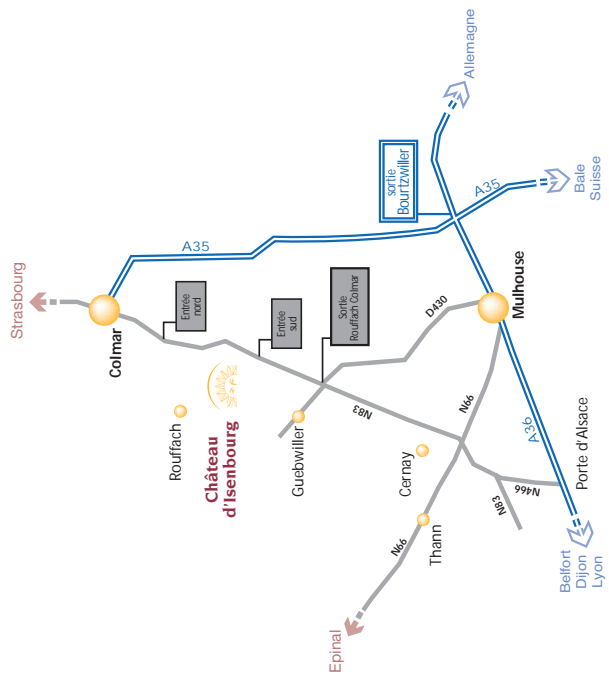 Strasbourg
Colmar
A35
Entrée
nord
Rouffach
Château
d'Isenbourg
Entrée
sud
Sortie
Rouffach Colmar
Guebwiller
N83
D430
sortie
Bourtzwiller
Allemagne
A35
Bale
Suisse
Mulhouse
Cernay
N66
Thann
N66
Epinal
A36
N83
N466
Porte d'Alsace
Belfort
Dijon
Lyon